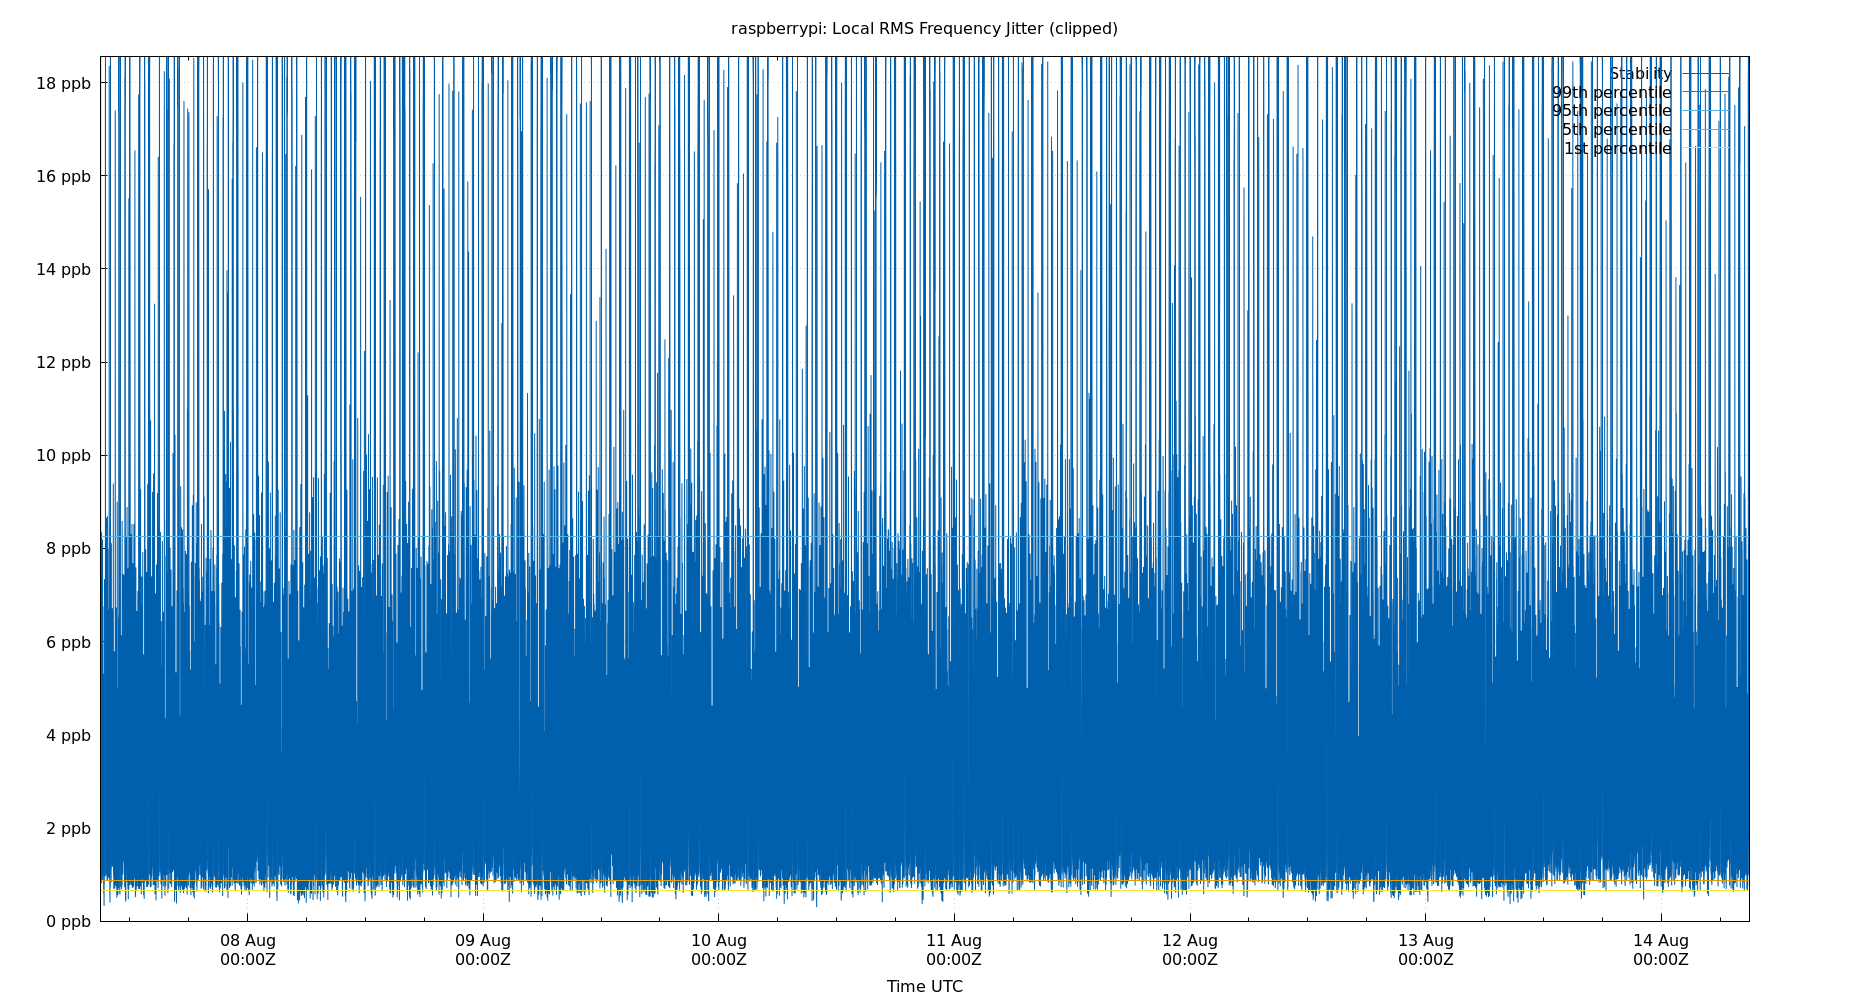 raspberrypi: Local RMS Frequency Jitter (clipped)
18 ppb
16 ppb
14 ppb
12 ppb
10 ppb
8 ppb
6 ppb
4 ppb
2 ppb
0 ppb
Stability
99th percentile
95th percentile
5th percentile
1st percentile
08 Aug 09 Aug 10 Aug 11 Aug 12 Aug 13 Aug 14 Aug
00:00Z 00:00Z 00:00Z 00:00Z 00:00Z 00:00Z 00:00Z
Time UTC